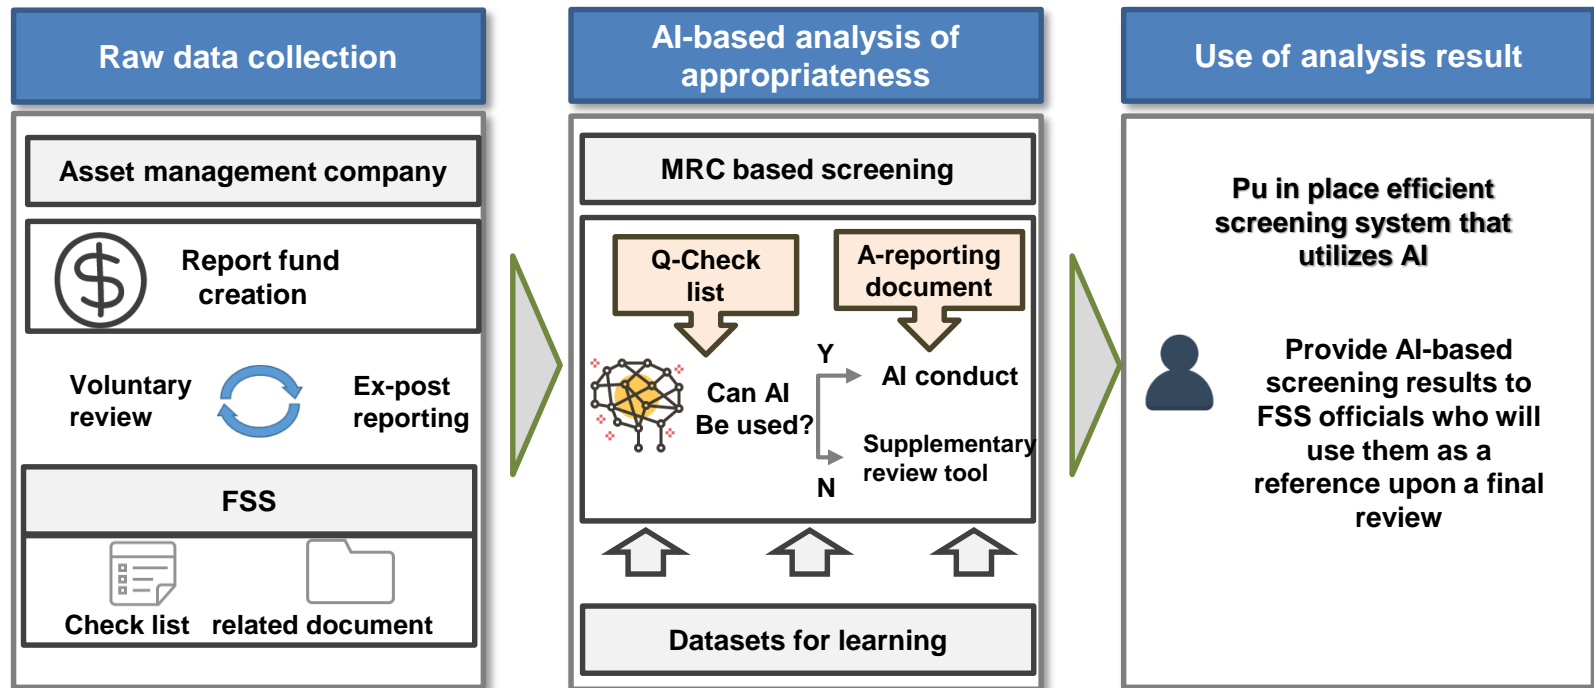 Raw data collection
Asset management company
Report fund
creation
Voluntary
review
Ex-post
reporting
FSS
Check list
related document
AI-based analysis of
appropriateness
MRC based screening
Q-Check
list
A-reporting
document
Can AI
Be used?
Y
AI conduct
N
Supplementary
review tool
Datasets for learning
Use of analysis result
Pu in place efficient
screening system that
utilizes AI
Provide AI-based
screening results to
FSS officials who will
use them as a
reference upon a final
review